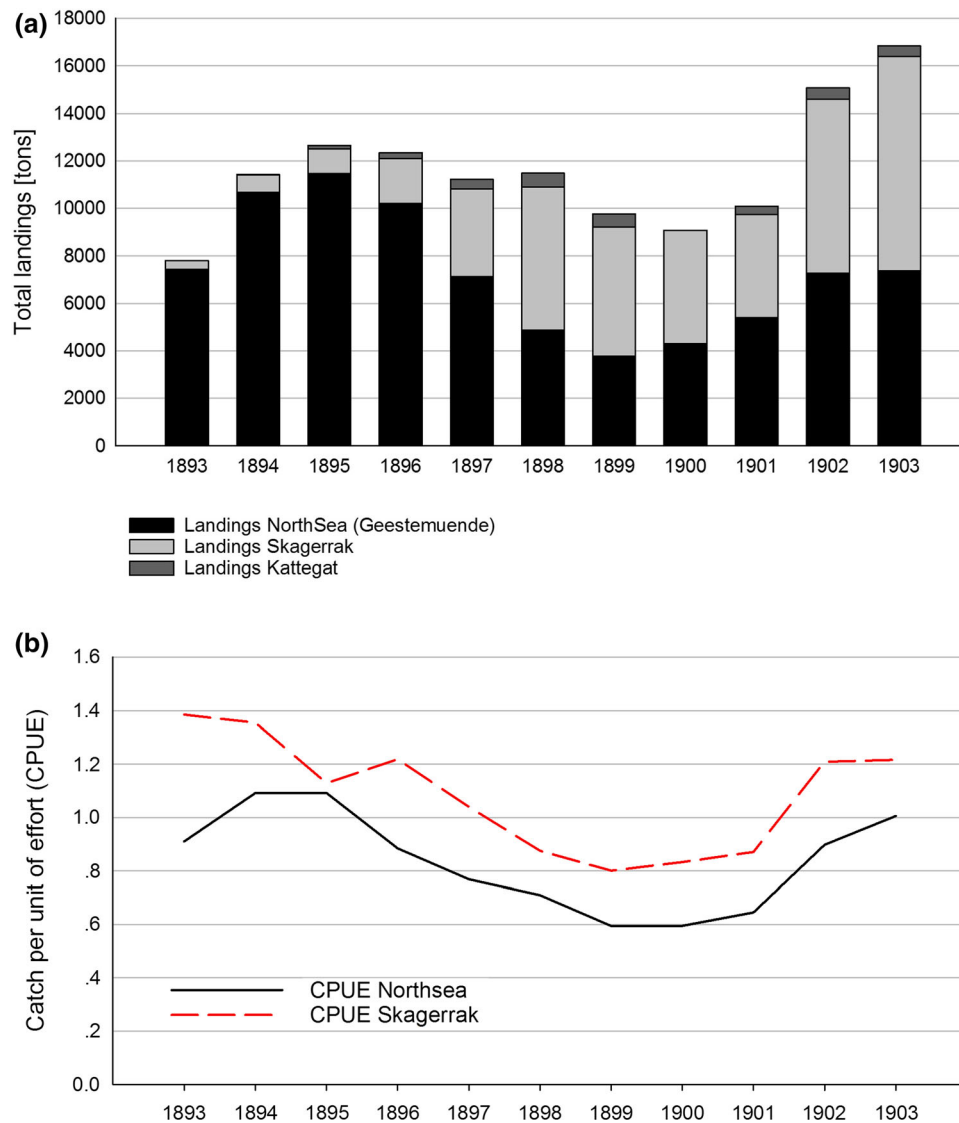 (a)
Total landings [tons]
18000
16000
14000
12000
10000
8000
6000
4000
2000
0
1893 1894 1895 1896 1897 1898 1899 1900 1901 1902 1903
Landings NorthSea (Geestemuende)
Landings Skagerrak
Landings Kattegat
(b)
Catch per unit of effort (CPUE)
1.6
1.4
1.2
1.0
.8
.6
.4
.2
0.0
CPUE Northsea
CPUE Skagerrak
1893 1894 1895 1896 1897 1898 1899 1900 1901 1902 1903